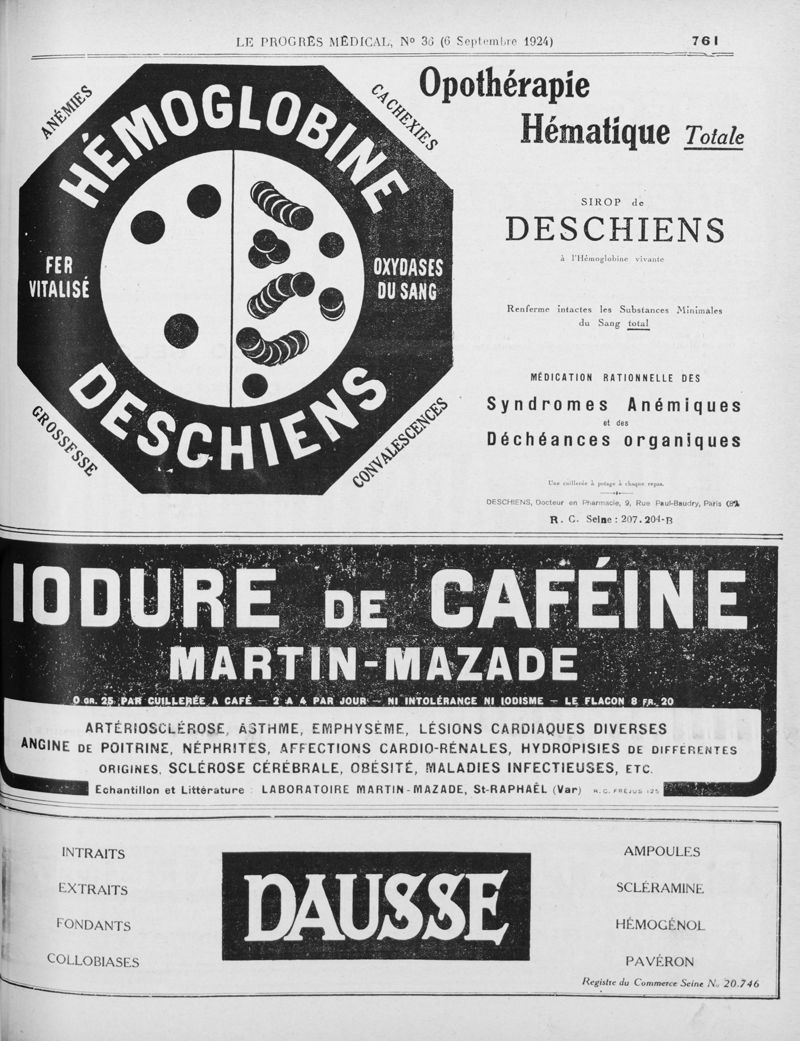 LE PROGRÈS MÉDICAL, No 36 (6 Septembre 1924)
761
ANÉMIES
CACHEXIES
HÉMOGLOBINE
FER
VITALISÉ
OXYDASES
DU SANG
DESCHIENS
GROSSESSE
CONVALESCENCES
Opothérapie
Hématique Totale
SIROP de
DESCHIENS
à l'Hémoglobine vivante
Renferme intactes les Substances Minimales
du Sang total
MÉDICATION RATIONNELLE DES
Syndromes Anémiques
et des
Déchéances organiques
Une cuillerée à potage à chaque repas.
DESCHIENS, Docteur en Pharmacie, 9, Rue Paul-Baudry, Paris
R. C. Seine : 207.204-B
IODURE DE CAFÉINE
MARTIN-MAZADE
0 GR. 25 PAR CUILLERÉE A CAFÉ — 2 A 4 PAR JOUR — NI INTOLÉRANCE NI IODISME — LE FLACON 8 FR. 20
ARTÉRIOSCLÉROSE, ASTHME, EMPHYSÈME, LÉSIONS CARDIAQUES DIVERSES
ANGINE DE POITRINE, NÉPHRITES, AFFECTIONS CARDIO-RÉNALES, HYDROPISIES DE DIFFÉRENTES
ORIGINES, SCLÉROSE CÉRÉBRALE, OBÉSITÉ, MALADIES INFECTIEUSES, ETC.
Echantillon et Littérature : LABORATOIRE MARTIN-MAZADE, St-RAPHAËL (Var) R.C. FRÉJUS 125
INTRAITS
EXTRAITS
FONDANTS
COLLOBIASES
DAUSSE
AMPOULES
SCLÉRAMINE
HÉMOGÉNOL
PAVÉRON
Registre du Commerce Seine No 20.746